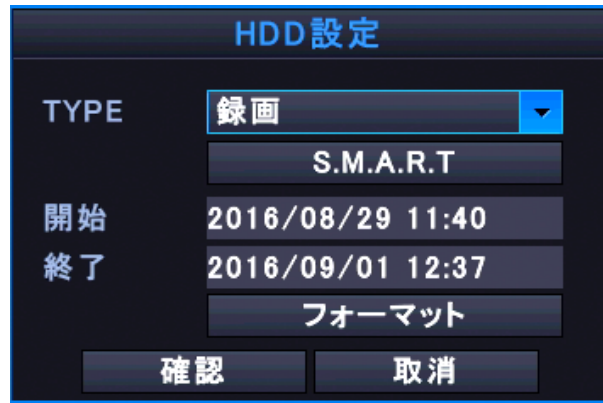 HDD設定
TYPE 録画
S.M.A.R.T
開始 2016/08/29 11:40
終了 2016/09/01 12:37
フォーマット
確認 取消